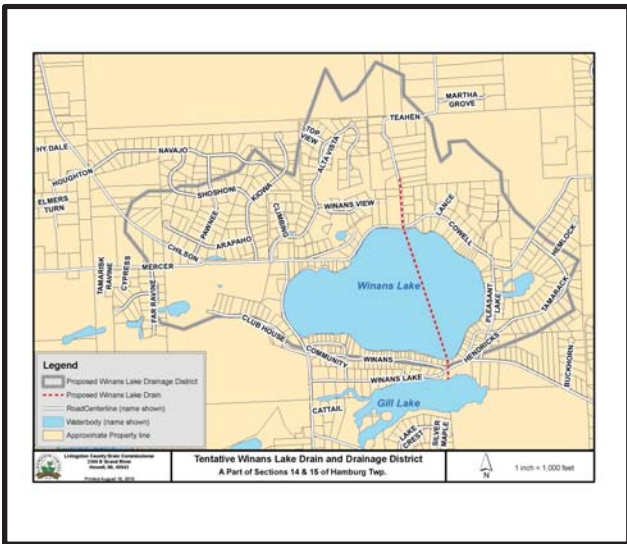 MARTHA
GROVE
TEAHEN
TOP
VIEW
ALTA VISTA
HY-DALE
NAVAJO
HOUGHTON
SHOSHONI
KIOWA
ELMERS
TURN
PAWNEE
WINANS VIEW
LANCE
CLIMBING
COWELL
ARAPAHO
CHILSON
HEMLOCK
MERCER
TAMARISK
RAVINE
CYPRESS
FAR RAVINE
Winans Lake
PLEASANT
LAKE
TAMARACK
CLUB HOUSE
COMMUNITY
WINANS
HENDRICKS
BUCKHORN
WINANS LAKE
CATTAIL
Gill Lake
LAKE
CREST
SILVER
MAPLE
Legend
Proposed Winans Lake Drainage District
Proposed Winans Lake Drain
RoadCenterline (name shown)
Waterbody (name shown)
Approximate Property line
Livingston County Drain Commissioner
2300 E Grand River
Howell, MI, 48843
Printed August 18, 2015
Tentative Winans Lake Drain and Drainage District
A Part of Sections 14 & 15 of Hamburg Twp.
N
1 inch = 1,000 feet